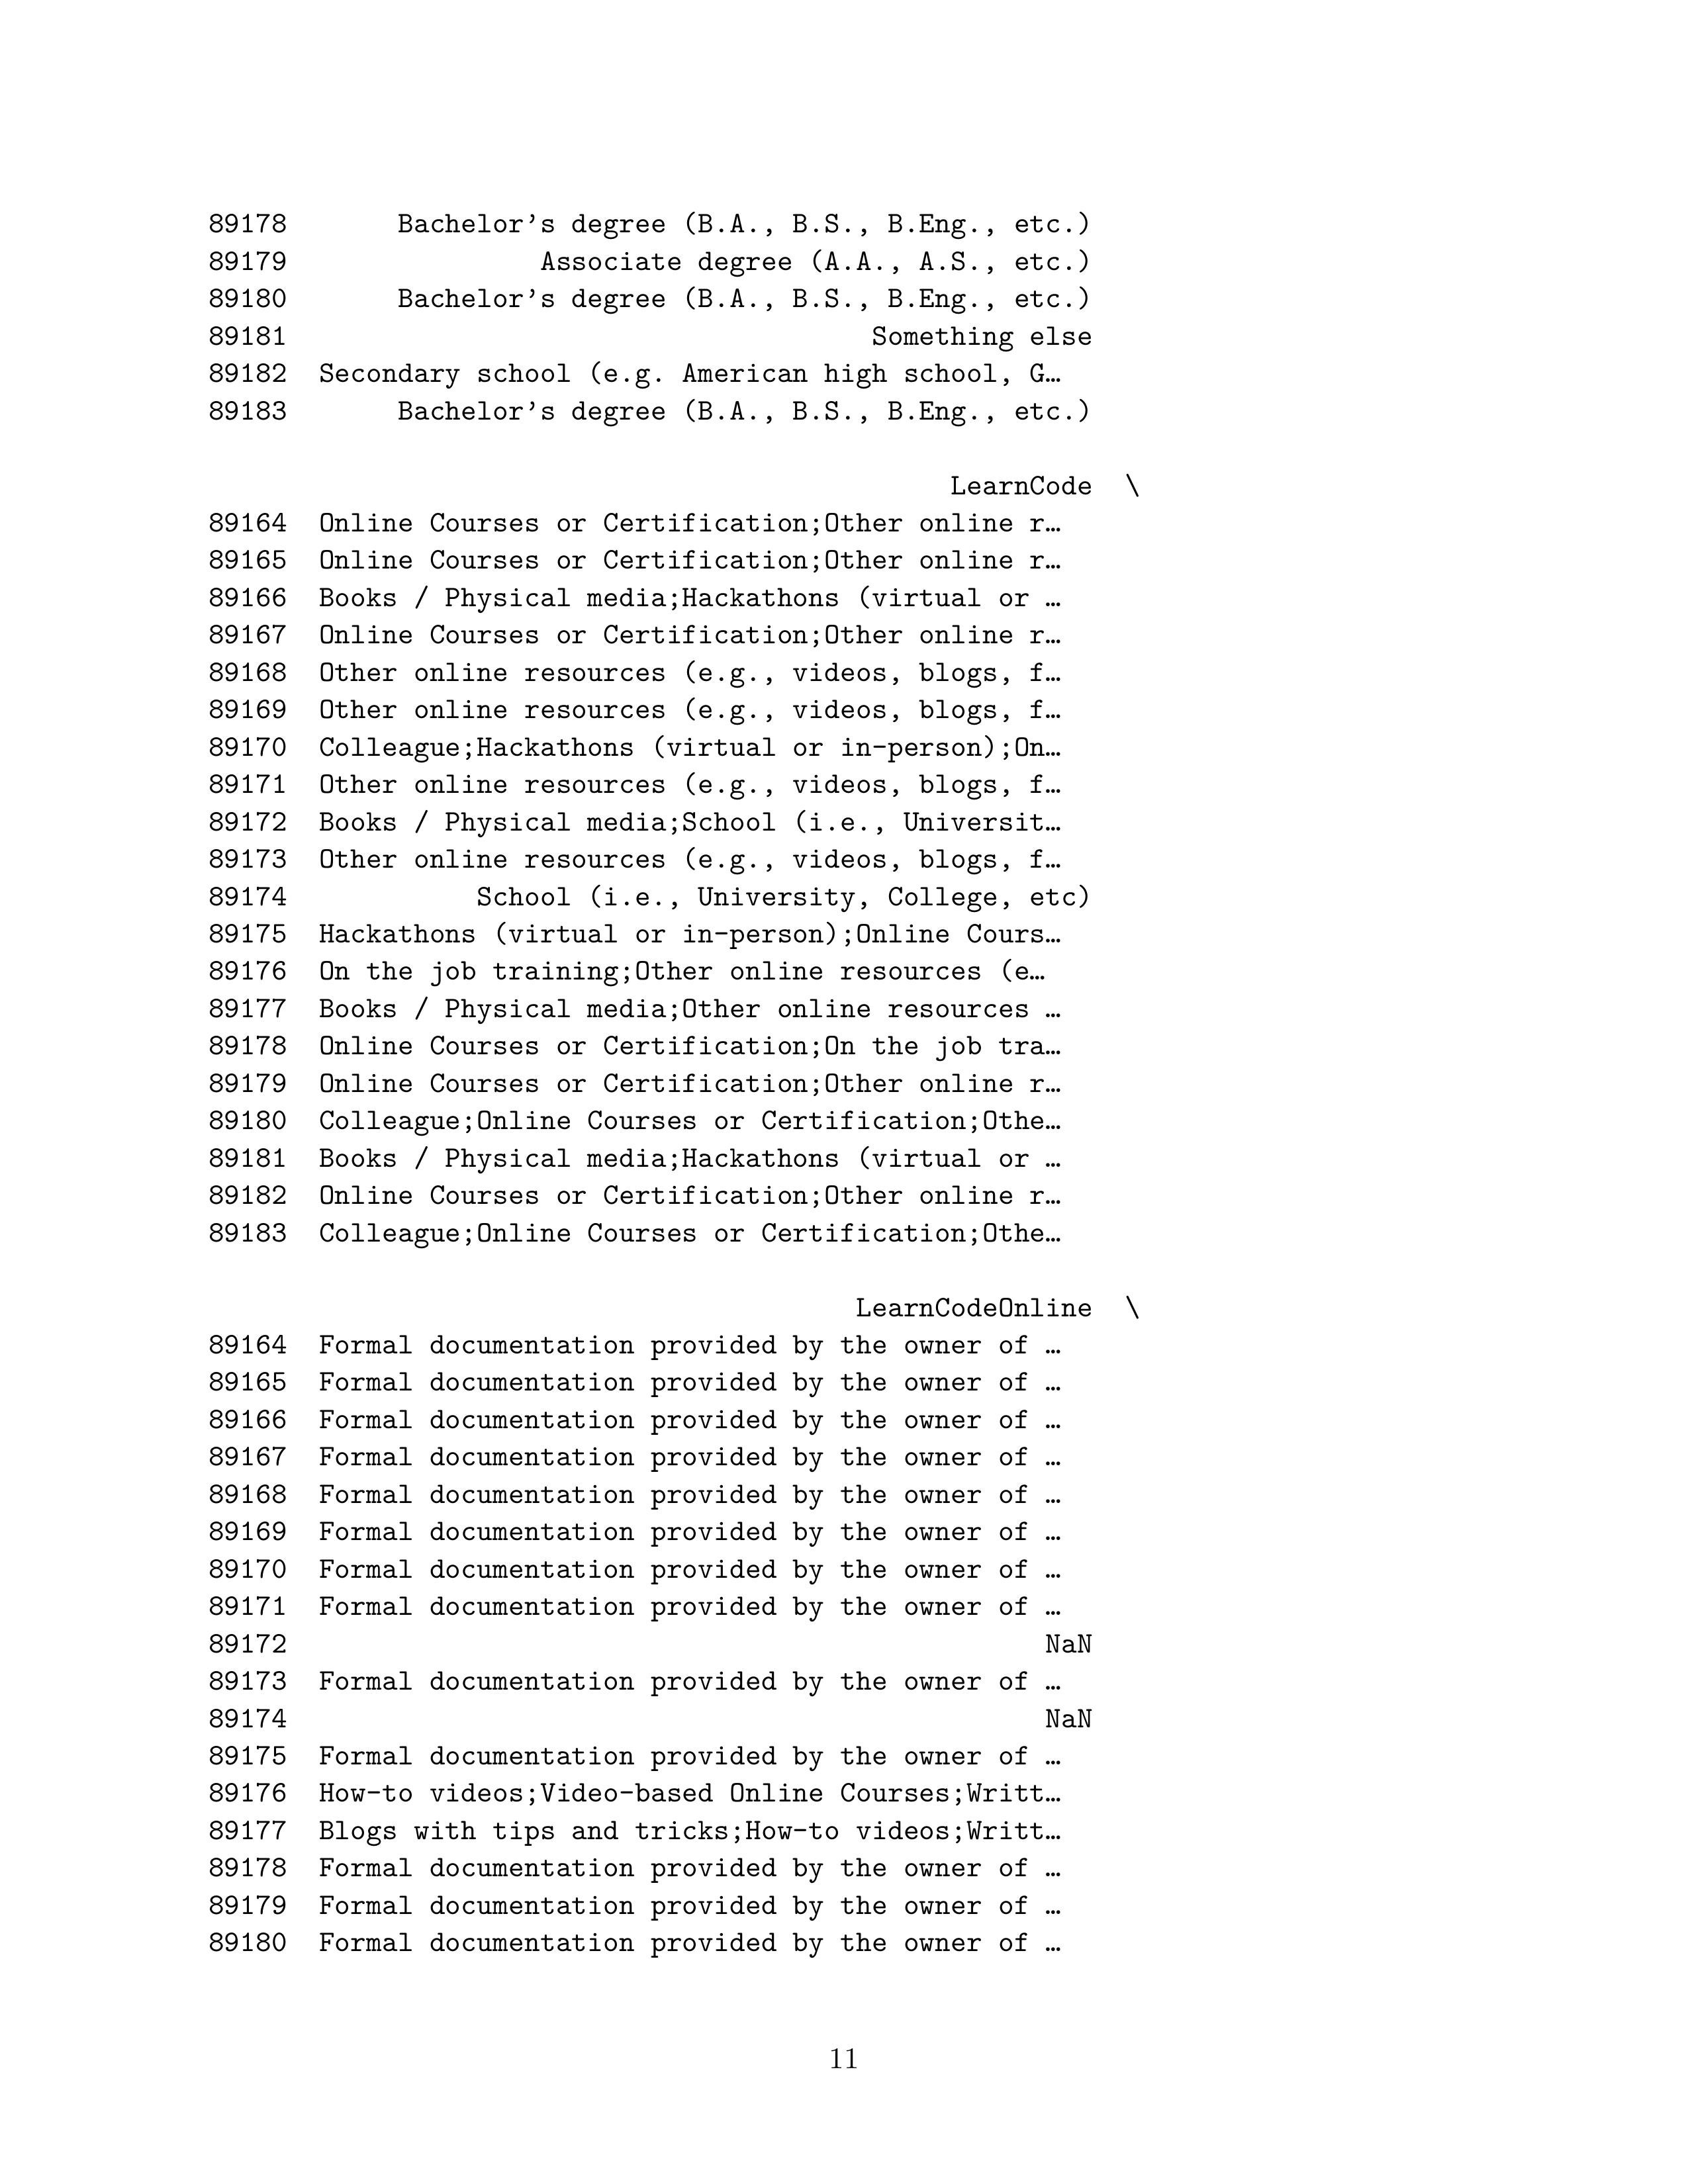 89178       Bachelor’s degree (B.A., B.S., B.Eng., etc.)
89179                Associate degree (A.A., A.S., etc.)
89180       Bachelor’s degree (B.A., B.S., B.Eng., etc.)
89181                                     Something else
89182  Secondary school (e.g. American high school, G…
89183       Bachelor’s degree (B.A., B.S., B.Eng., etc.)
LearnCode  \
89164  Online Courses or Certification;Other online r…
89165  Online Courses or Certification;Other online r…
89166  Books / Physical media;Hackathons (virtual or …
89167  Online Courses or Certification;Other online r…
89168  Other online resources (e.g., videos, blogs, f…
89169  Other online resources (e.g., videos, blogs, f…
89170  Colleague;Hackathons (virtual or in-person);On…
89171  Other online resources (e.g., videos, blogs, f…
89172  Books / Physical media;School (i.e., Universit…
89173  Other online resources (e.g., videos, blogs, f…
89174            School (i.e., University, College, etc)
89175  Hackathons (virtual or in-person);Online Cours…
89176  On the job training;Other online resources (e…
89177  Books / Physical media;Other online resources …
89178  Online Courses or Certification;On the job tra…
89179  Online Courses or Certification;Other online r…
89180  Colleague;Online Courses or Certification;Othe…
89181  Books / Physical media;Hackathons (virtual or …
89182  Online Courses or Certification;Other online r…
89183  Colleague;Online Courses or Certification;Othe…
LearnCodeOnline  \
89164  Formal documentation provided by the owner of …
89165  Formal documentation provided by the owner of …
89166  Formal documentation provided by the owner of …
89167  Formal documentation provided by the owner of …
89168  Formal documentation provided by the owner of …
89169  Formal documentation provided by the owner of …
89170  Formal documentation provided by the owner of …
89171  Formal documentation provided by the owner of …
89172                                                NaN
89173  Formal documentation provided by the owner of …
89174                                                NaN
89175  Formal documentation provided by the owner of …
89176  How-to videos;Video-based Online Courses;Writt…
89177  Blogs with tips and tricks;How-to videos;Writt…
89178  Formal documentation provided by the owner of …
89179  Formal documentation provided by the owner of …
89180  Formal documentation provided by the owner of …
11